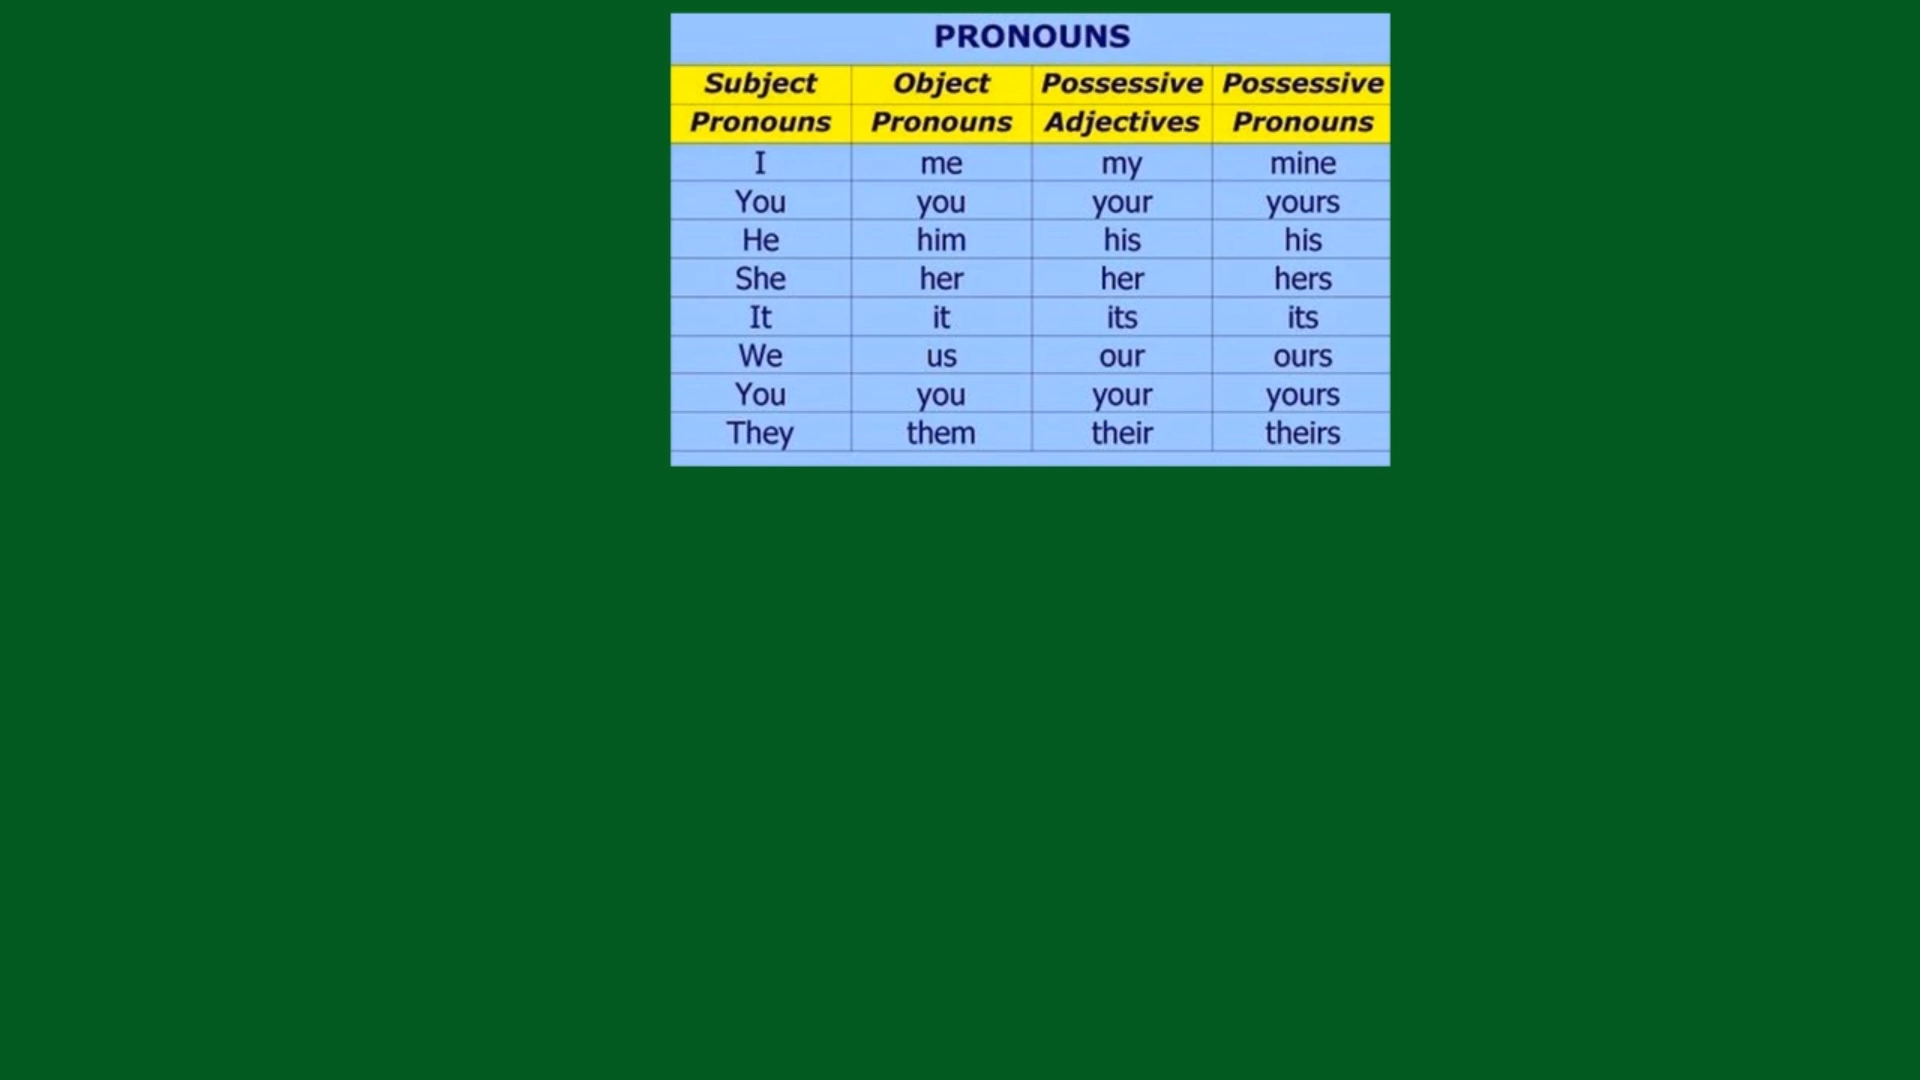 PRONOUNS
Subject Object Possessive Possessive
Pronouns Pronouns Adjectives Pronouns
I me my mine
You you your yours
He him his his
She her her hers
It it its its
We us our ours
You you your yours
They them their theirs